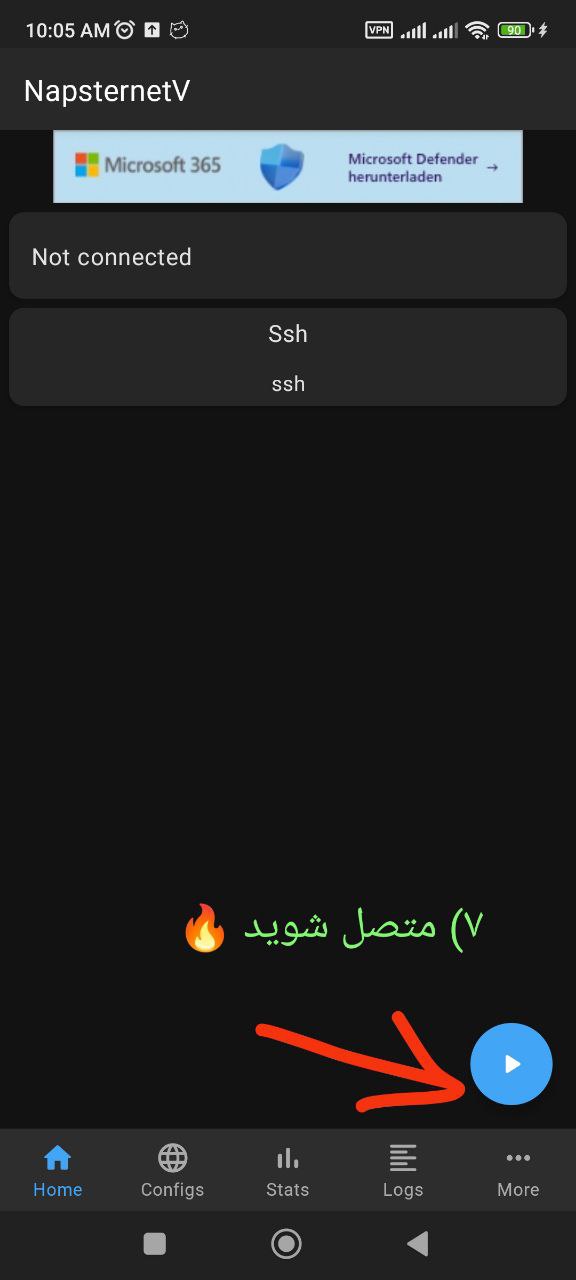 10:05 AM
VPN
90
NapsternetV
Microsoft 365
Microsoft Defender
herunterladen →
Not connected
Ssh
ssh
۷) متصل شوید 🔥
Home
Configs
Stats
Logs
More